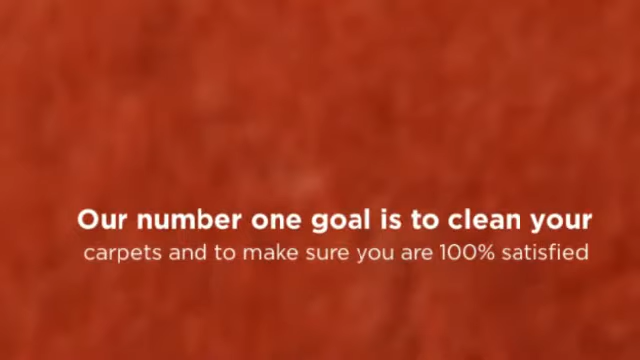 Our number one goal is to clean your
carpets and to make sure you are 100% satisfied